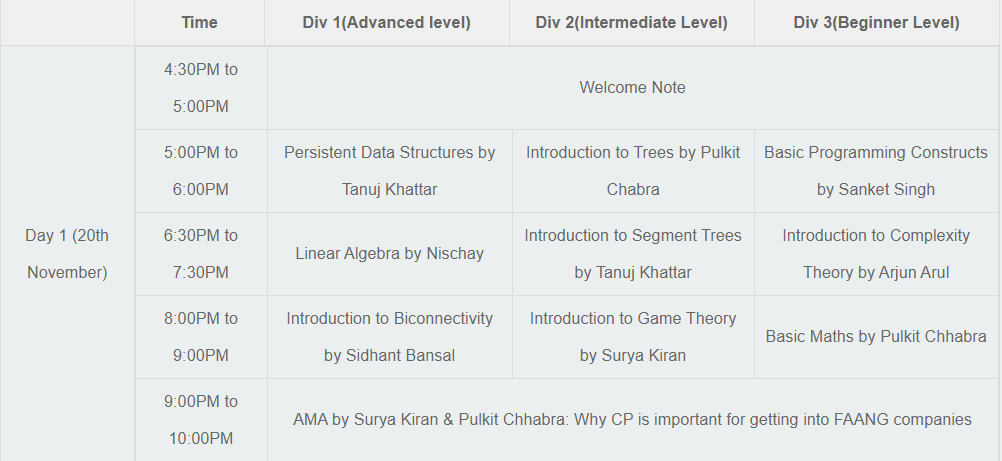 Time Div 1(Advanced level) Div 2(Intermediate Level) Div 3(Beginner Level)
Day 1 (20th
November)
4:30PM to
5:00PM
Welcome Note
5:00PM to
6:00PM
Persistent Data Structures by
Tanuj Khattar
Introduction to Trees by Pulkit
Chabra
Basic Programming Constructs
by Sanket Singh
6:30PM to
7:30PM
Linear Algebra by Nischay
Introduction to Segment Trees
by Tanuj Khattar
Introduction to Complexity
Theory by Arjun Arul
8:00PM to
9:00PM
Introduction to Biconnectivity
by Sidhant Bansal
Introduction to Game Theory
by Surya Kiran
Basic Maths by Pulkit Chhabra
9:00PM to
10:00PM
AMA by Surya Kiran & Pulkit Chhabra: Why CP is important for getting into FAANG companies